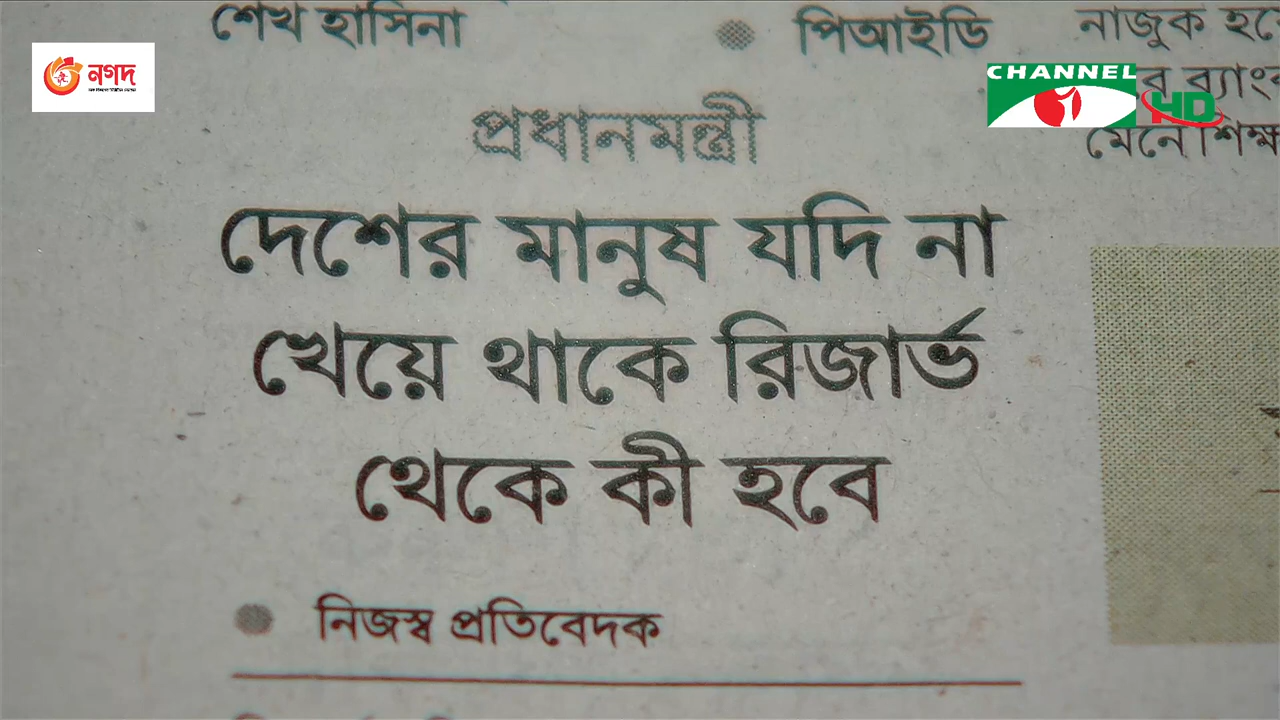 শেখ হাসিনা
পিআইডি
নাজুক
নগদ
CHANNEL
HD
মেনে শিক্ষ
প্রধানমন্ত্রী
দেশের মানুষ যদি না
খেয়ে থাকে রিজার্ভ
থেকে কী হবে
নিজস্ব প্রতিবেদক